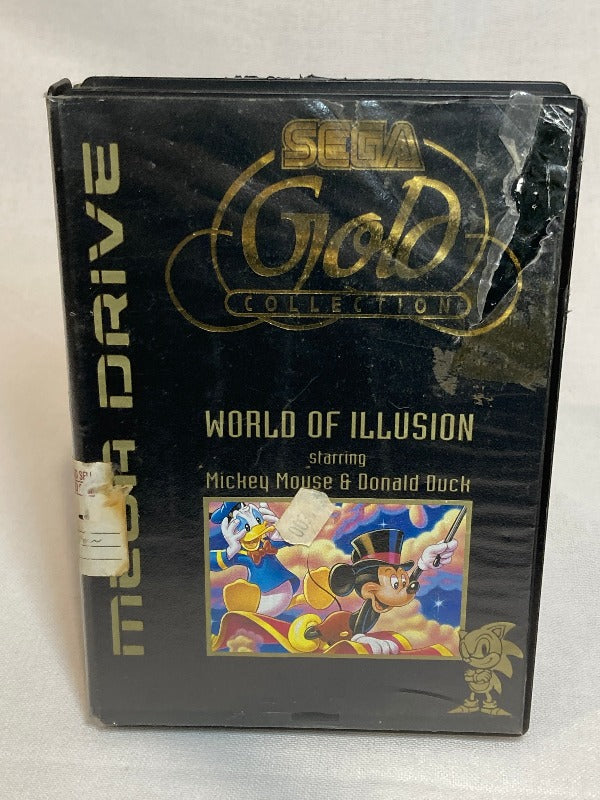 SEGA
Gold
COLLECTION
MEGA DRIVE
WORLD OF ILLUSION
starring
Mickey Mouse & Donald Duck